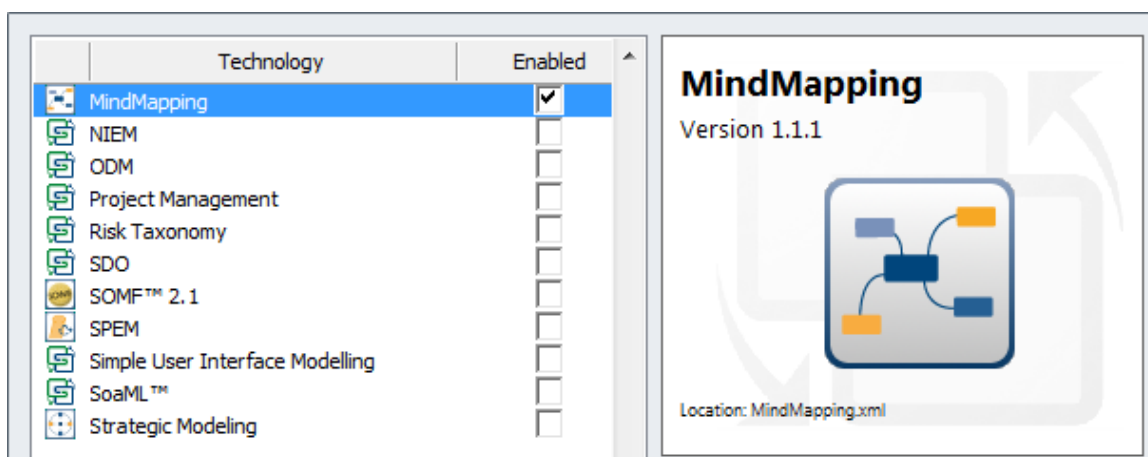 Technology Enabled
MindMapping
NIEM
ODM
Project Management
Risk Taxonomy
SDO
SOMF™ 2.1
SPEM
Simple User Interface Modelling
SoaML™
Strategic Modeling
MindMapping
Version 1.1.1
Location: MindMapping.xml